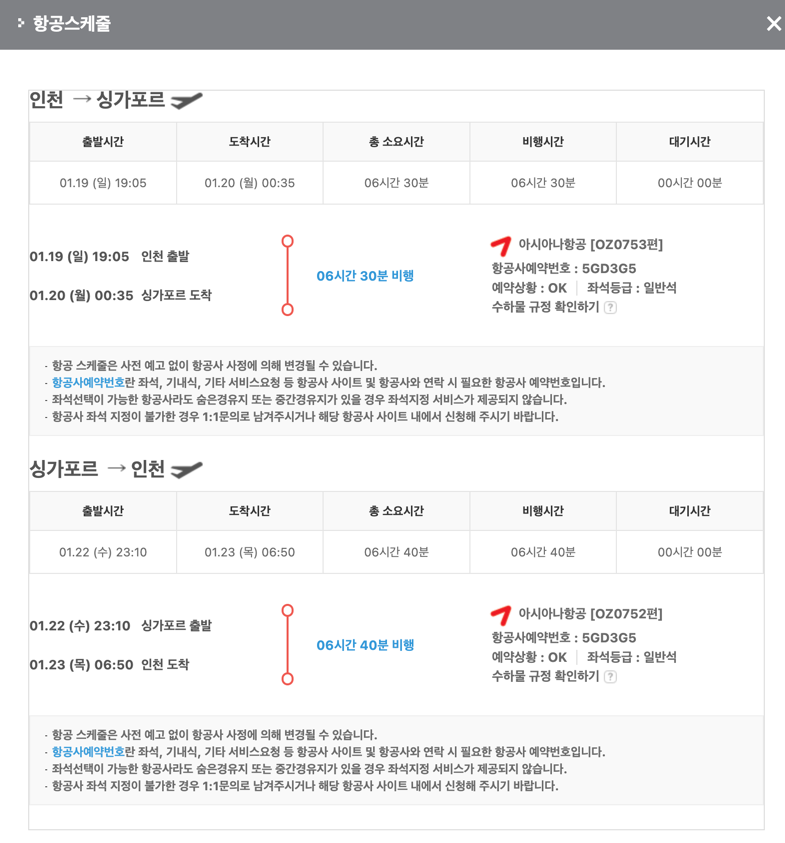 항공스케줄
인천 → 싱가포르
출발시간 도착시간 총 소요시간 비행시간 대기시간
01.19 (일) 19:05 01.20 (월) 00:35 06시간 30분 06시간 30분 00시간 00분
아시아나항공 [OZ0753편]
01.19 (일) 19:05 인천 출발
항공사예약번호 : 5GD3G5
06시간 30분 비행
예약상황 : OK | 좌석등급 : 일반석
01.20 (월) 00:35 싱가포르 도착
수하물 규정 확인하기 ?
· 항공 스케줄은 사전 예고 없이 항공사 사정에 의해 변경될 수 있습니다.
· 항공사예약번호란 좌석, 기내식, 기타 서비스요청 등 항공사 사이트 및 항공사와 연락 시 필요한 항공사 예약번호입니다.
· 좌석선택이 가능한 항공사라도 숨은경유지 또는 중간경유지가 있을 경우 좌석지정 서비스가 제공되지 않습니다.
· 항공사 좌석 지정이 불가한 경우 1:1문의로 남겨주시거나 해당 항공사 사이트 내에서 신청해 주시기 바랍니다.
싱가포르 → 인천
출발시간 도착시간 총 소요시간 비행시간 대기시간
01.22 (수) 23:10 01.23 (목) 06:50 06시간 40분 06시간 40분 00시간 00분
아시아나항공 [OZ0752편]
01.22 (수) 23:10 싱가포르 출발
항공사예약번호 : 5GD3G5
06시간 40분 비행
예약상황 : OK | 좌석등급 : 일반석
01.23 (목) 06:50 인천 도착
수하물 규정 확인하기 ?
· 항공 스케줄은 사전 예고 없이 항공사 사정에 의해 변경될 수 있습니다.
· 항공사예약번호란 좌석, 기내식, 기타 서비스요청 등 항공사 사이트 및 항공사와 연락 시 필요한 항공사 예약번호입니다.
· 좌석선택이 가능한 항공사라도 숨은경유지 또는 중간경유지가 있을 경우 좌석지정 서비스가 제공되지 않습니다.
· 항공사 좌석 지정이 불가한 경우 1:1문의로 남겨주시거나 해당 항공사 사이트 내에서 신청해 주시기 바랍니다.